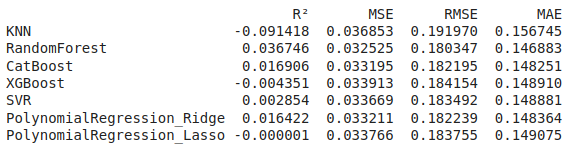 R² MSE RMSE MAE
KNN -0.091418 0.036853 0.191970 0.156745
RandomForest 0.036746 0.032525 0.180347 0.146883
CatBoost 0.016906 0.033195 0.182195 0.148251
XGBoost -0.004351 0.033913 0.184154 0.148910
SVR 0.002854 0.033669 0.183492 0.148881
PolynomialRegression_Ridge 0.016422 0.033211 0.182239 0.148364
PolynomialRegression_Lasso -0.000001 0.033766 0.183755 0.149075